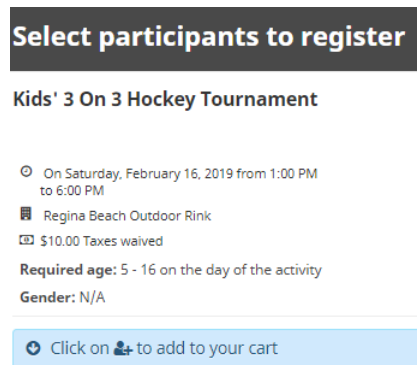 Select participants to register
Kids' 3 On 3 Hockey Tournament
On Saturday, February 16, 2019 from 1:00 PM
to 6:00 PM
Regina Beach Outdoor Rink
$10.00 Taxes waived
Required age: 5 - 16 on the day of the activity
Gender: N/A
Click on to add to your cart